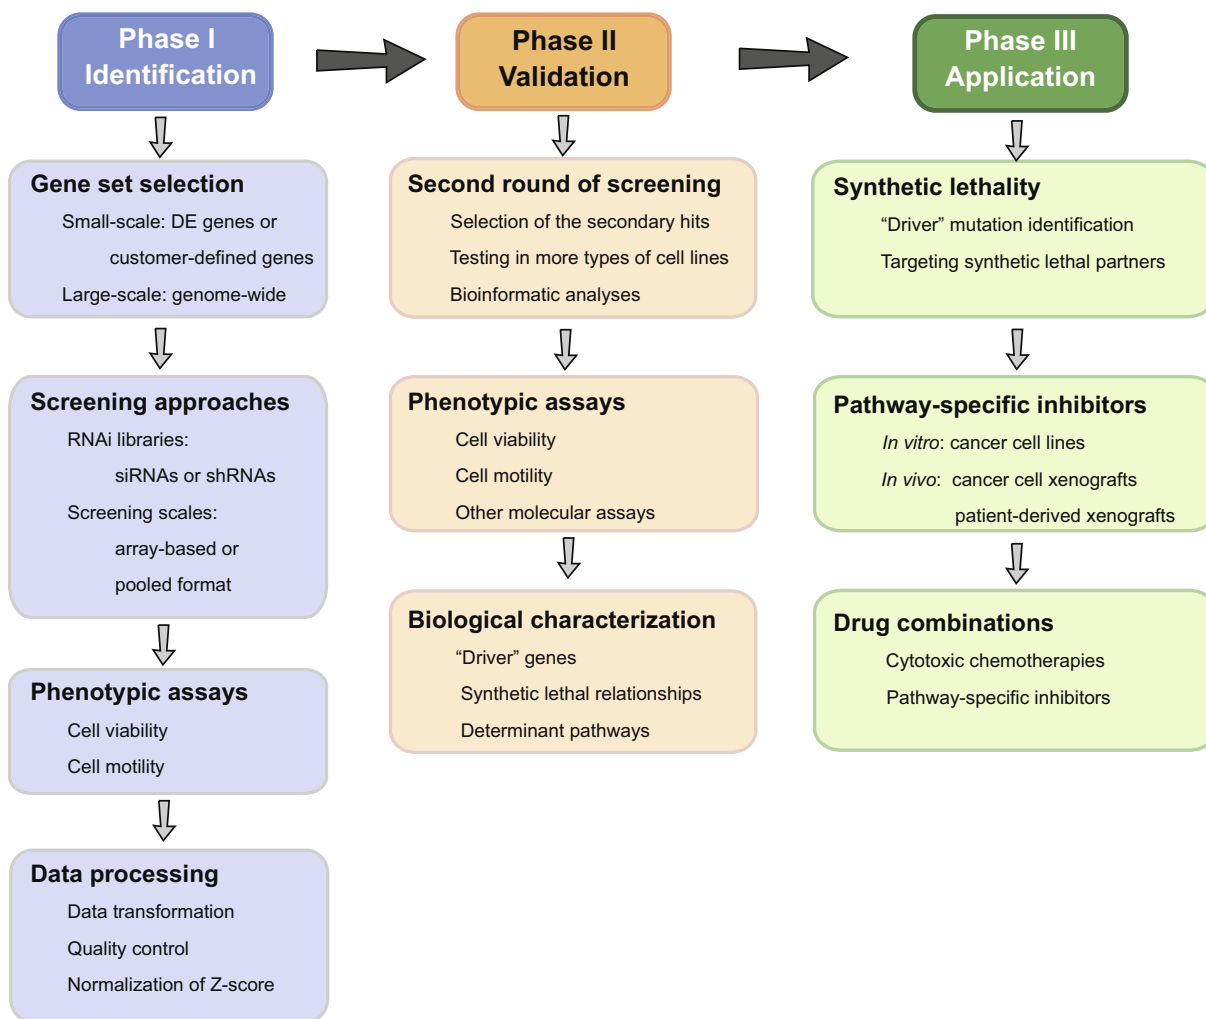 Phase I
Identification
Phase II
Validation
Phase III
Application
Gene set selection
Small-scale: DE genes or
customer-defined genes
Large-scale: genome-wide
Screening approaches
RNAi libraries:
siRNAs or shRNAs
Screening scales:
array-based or
pooled format
Phenotypic assays
Cell viability
Cell motility
Data processing
Data transformation
Quality control
Normalization of Z-score
Second round of screening
Selection of the secondary hits
Testing in more types of cell lines
Bioinformatic analyses
Phenotypic assays
Cell viability
Cell motility
Other molecular assays
Biological characterization
“Driver” genes
Synthetic lethal relationships
Determinant pathways
Synthetic lethality
“Driver” mutation identification
Targeting synthetic lethal partners
Pathway-specific inhibitors
In vitro: cancer cell lines
In vivo: cancer cell xenografts
patient-derived xenografts
Drug combinations
Cytotoxic chemotherapies
Pathway-specific inhibitors